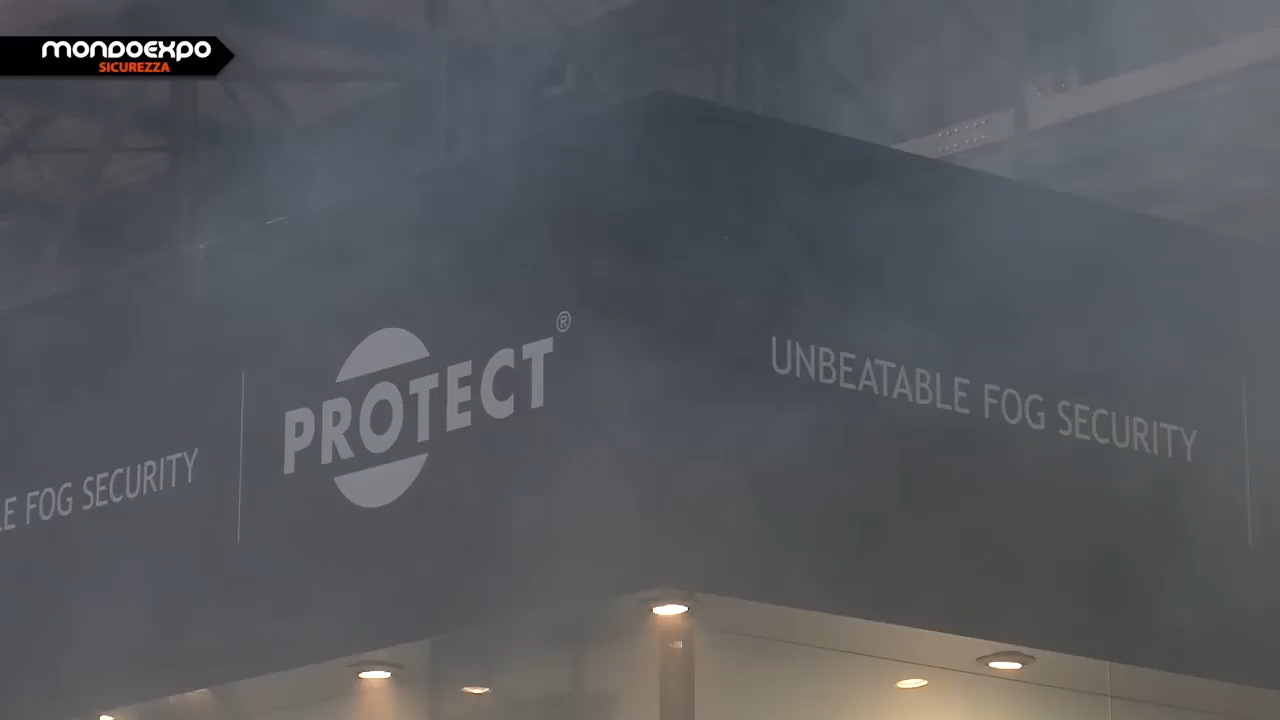 MONDOEXPO
SICUREZZA
PROTECT®
UNBEATABLE FOG SECURITY
FOG SECURITY